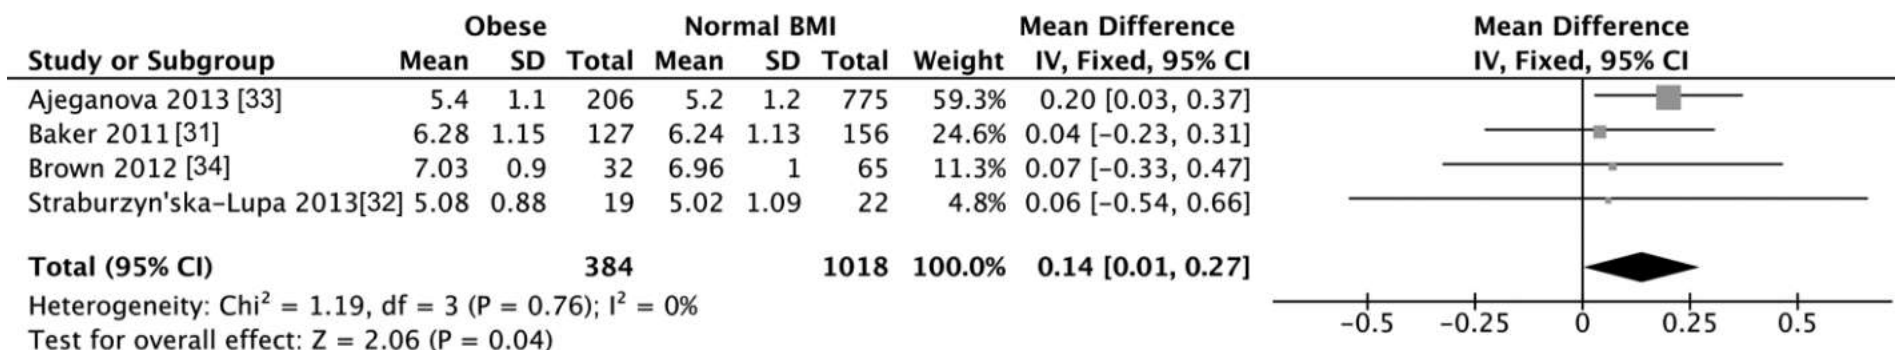 Obese Normal BMI Mean Difference Mean Difference
Study or Subgroup Mean SD Total Mean SD Total Weight IV, Fixed, 95% CI IV, Fixed, 95% CI
Ajeganova 2013 [33] 5.4 1.1 206 5.2 1.2 775 59.3% 0.20 [0.03, 0.37]
Baker 2011 [31] 6.28 1.15 127 6.24 1.13 156 24.6% 0.04 [−0.23, 0.31]
Brown 2012 [34] 7.03 0.9 32 6.96 1 65 11.3% 0.07 [−0.33, 0.47]
Straburzyn'ska-Lupa 2013[32] 5.08 0.88 19 5.02 1.09 22 4.8% 0.06 [−0.54, 0.66]
Total (95% CI) 384 1018 100.0% 0.14 [0.01, 0.27]
Heterogeneity: Chi² = 1.19, df = 3 (P = 0.76); I² = 0%
Test for overall effect: Z = 2.06 (P = 0.04)
−0.5 −0.25 0 0.25 0.5